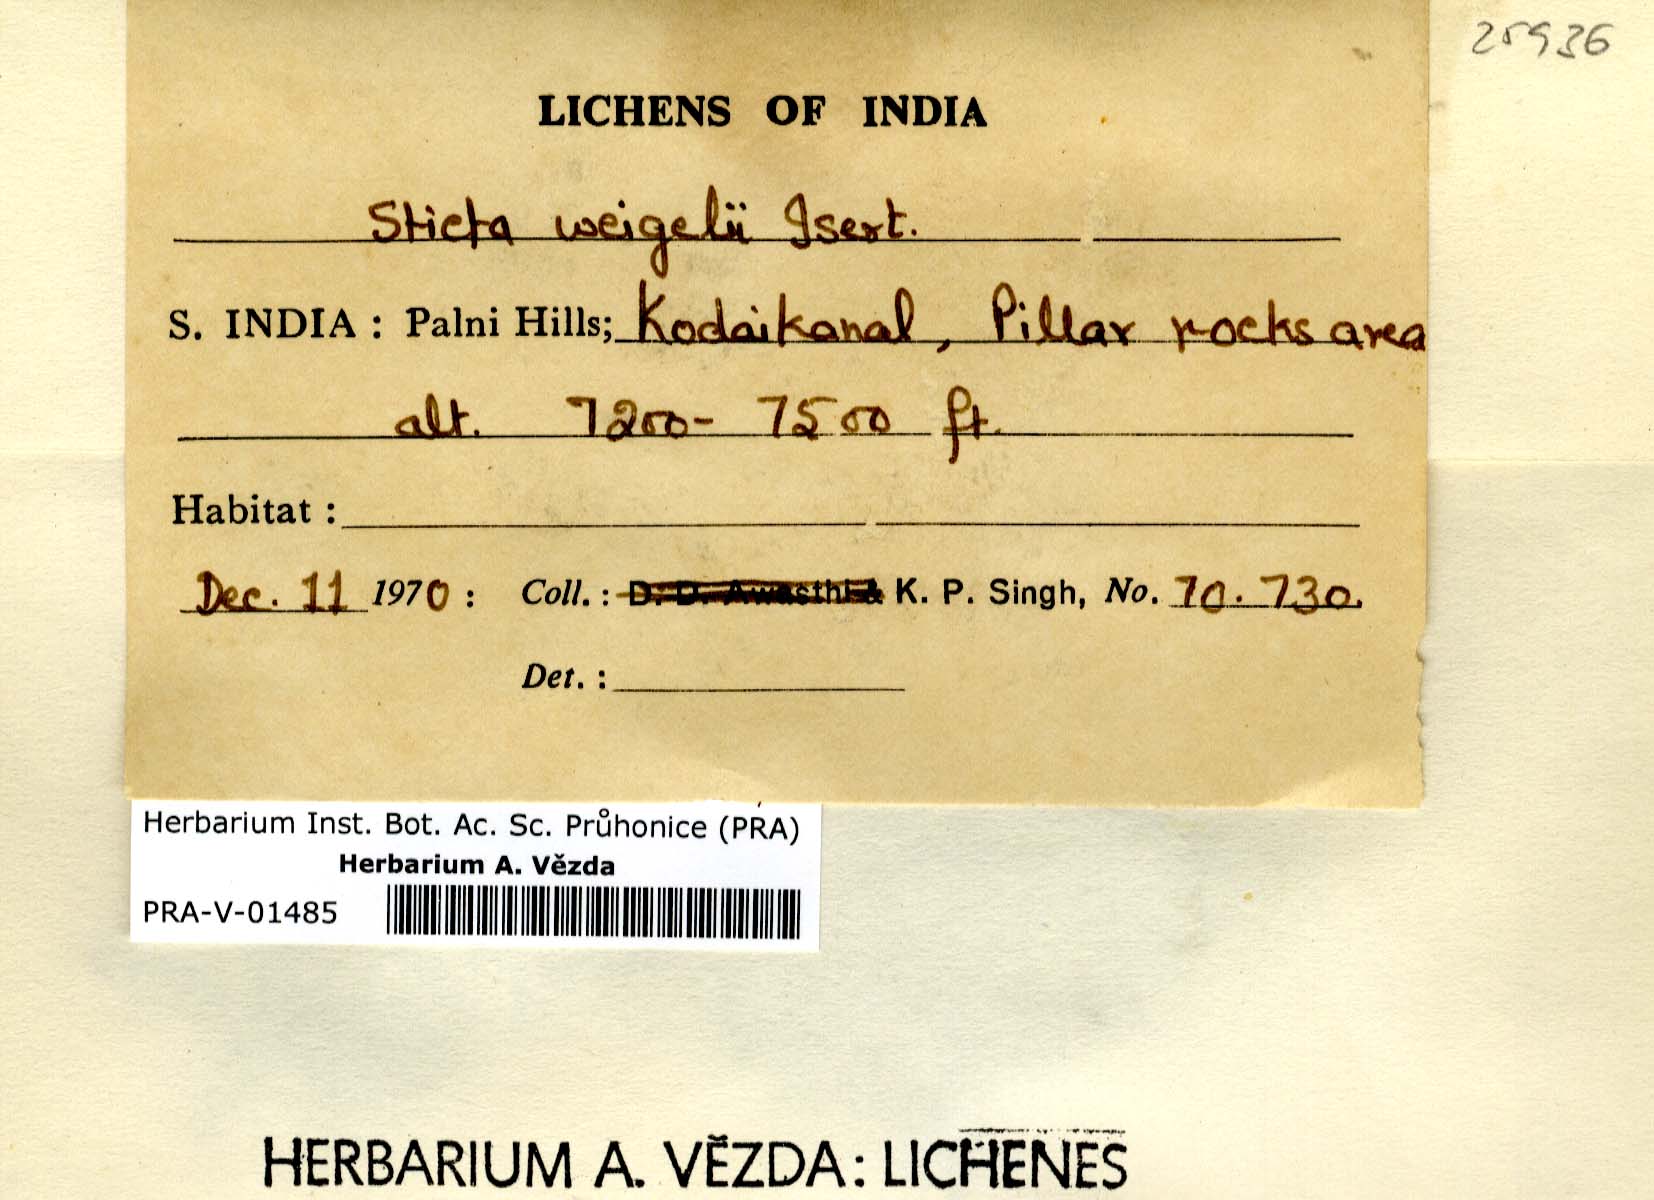 25936
LICHENS OF INDIA
Sticta weigelii Isert.
S. INDIA : Palni Hills; Kodaikanal, Pillar rocks area
alt. 7200- 7500 ft.
Habitat :
Dec. 11 1970 : Coll. : D. D. Awasthi & K. P. Singh, No. 70. 730.
Det. :
Herbarium Inst. Bot. Ac. Sc. Průhonice (PRA)
Herbarium A. Vězda
PRA-V-01485
HERBARIUM A. VĚZDA: LICHENES